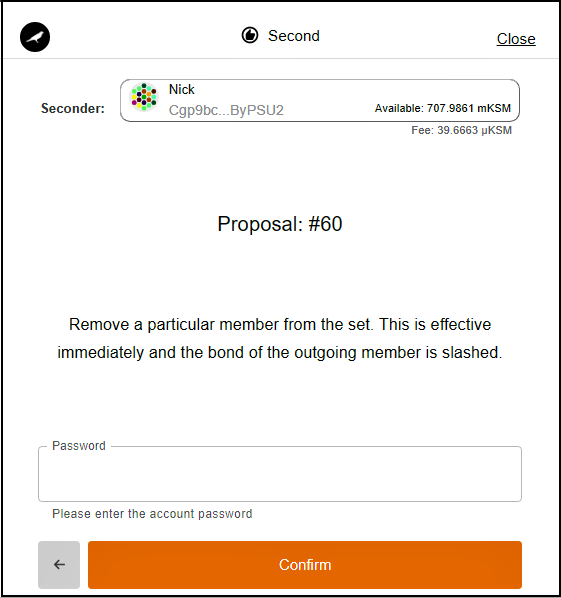 Second
Close
Seconder:
Nick
Cgp9bc...ByPSU2
Available: 707.9861 mKSM
Fee: 39.6663 μKSM
Proposal: #60
Remove a particular member from the set. This is effective
immediately and the bond of the outgoing member is slashed.
Password
Please enter the account password
Confirm